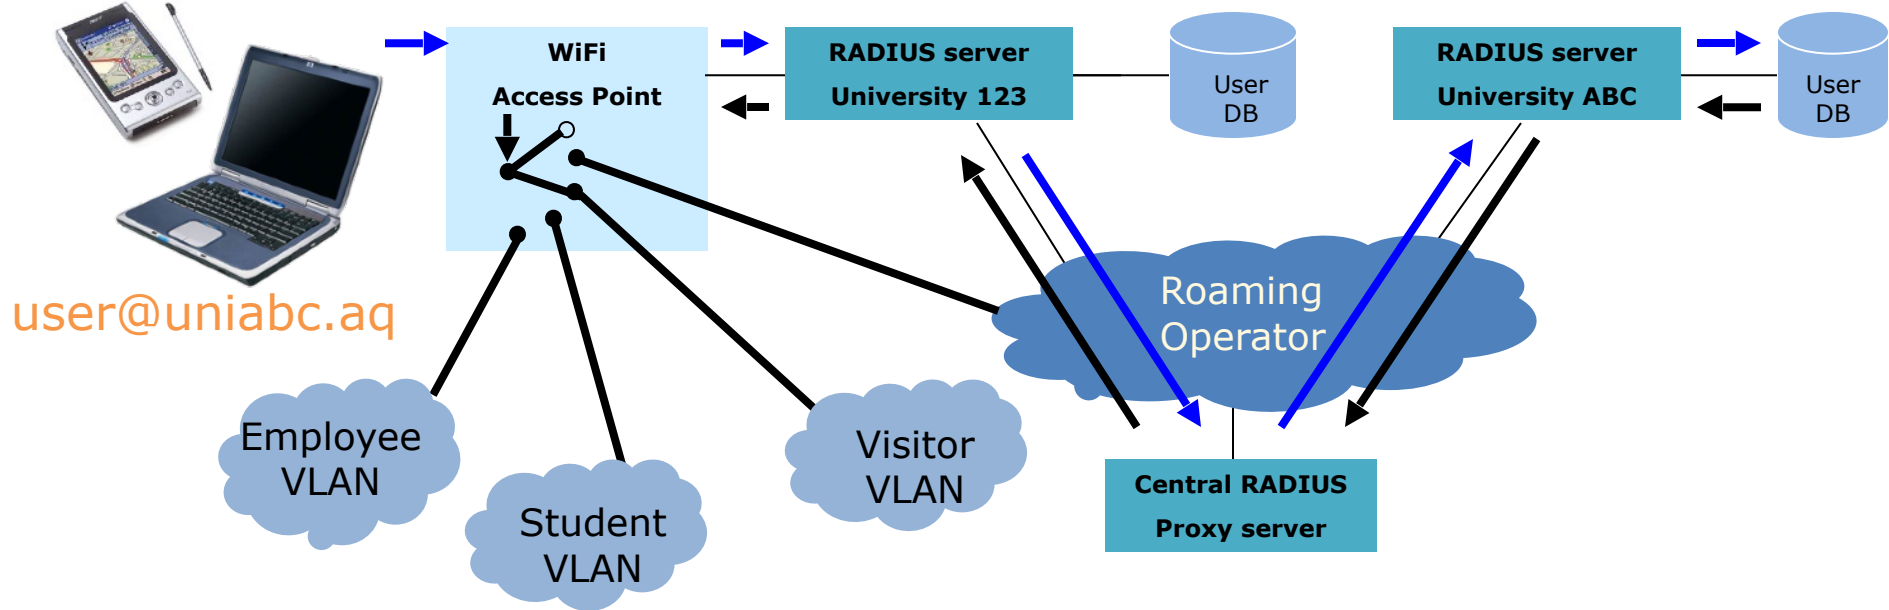 WiFi
Access Point
RADIUS server
University 123
User
DB
RADIUS server
University ABC
User
DB
user@uniabc.aq
Roaming
Operator
Employee
VLAN
Student
VLAN
Visitor
VLAN
Central RADIUS
Proxy server